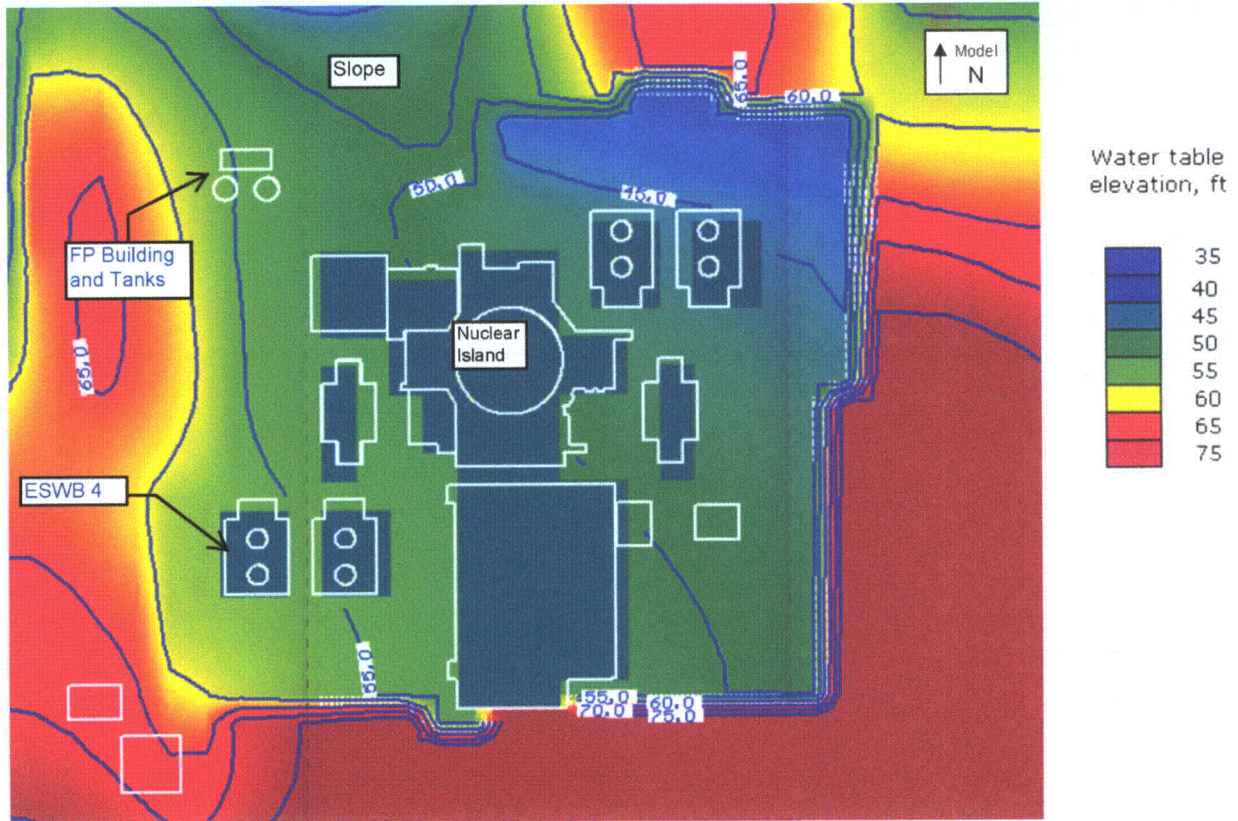 Slope
Model
N
65.0
60.0
50.0
45.0
FP Building
and Tanks
Nuclear
Island
65.0
ESWB 4
55.0
55.0 60.0
70.0 75.0
Water table
elevation, ft
35
40
45
50
55
60
65
75